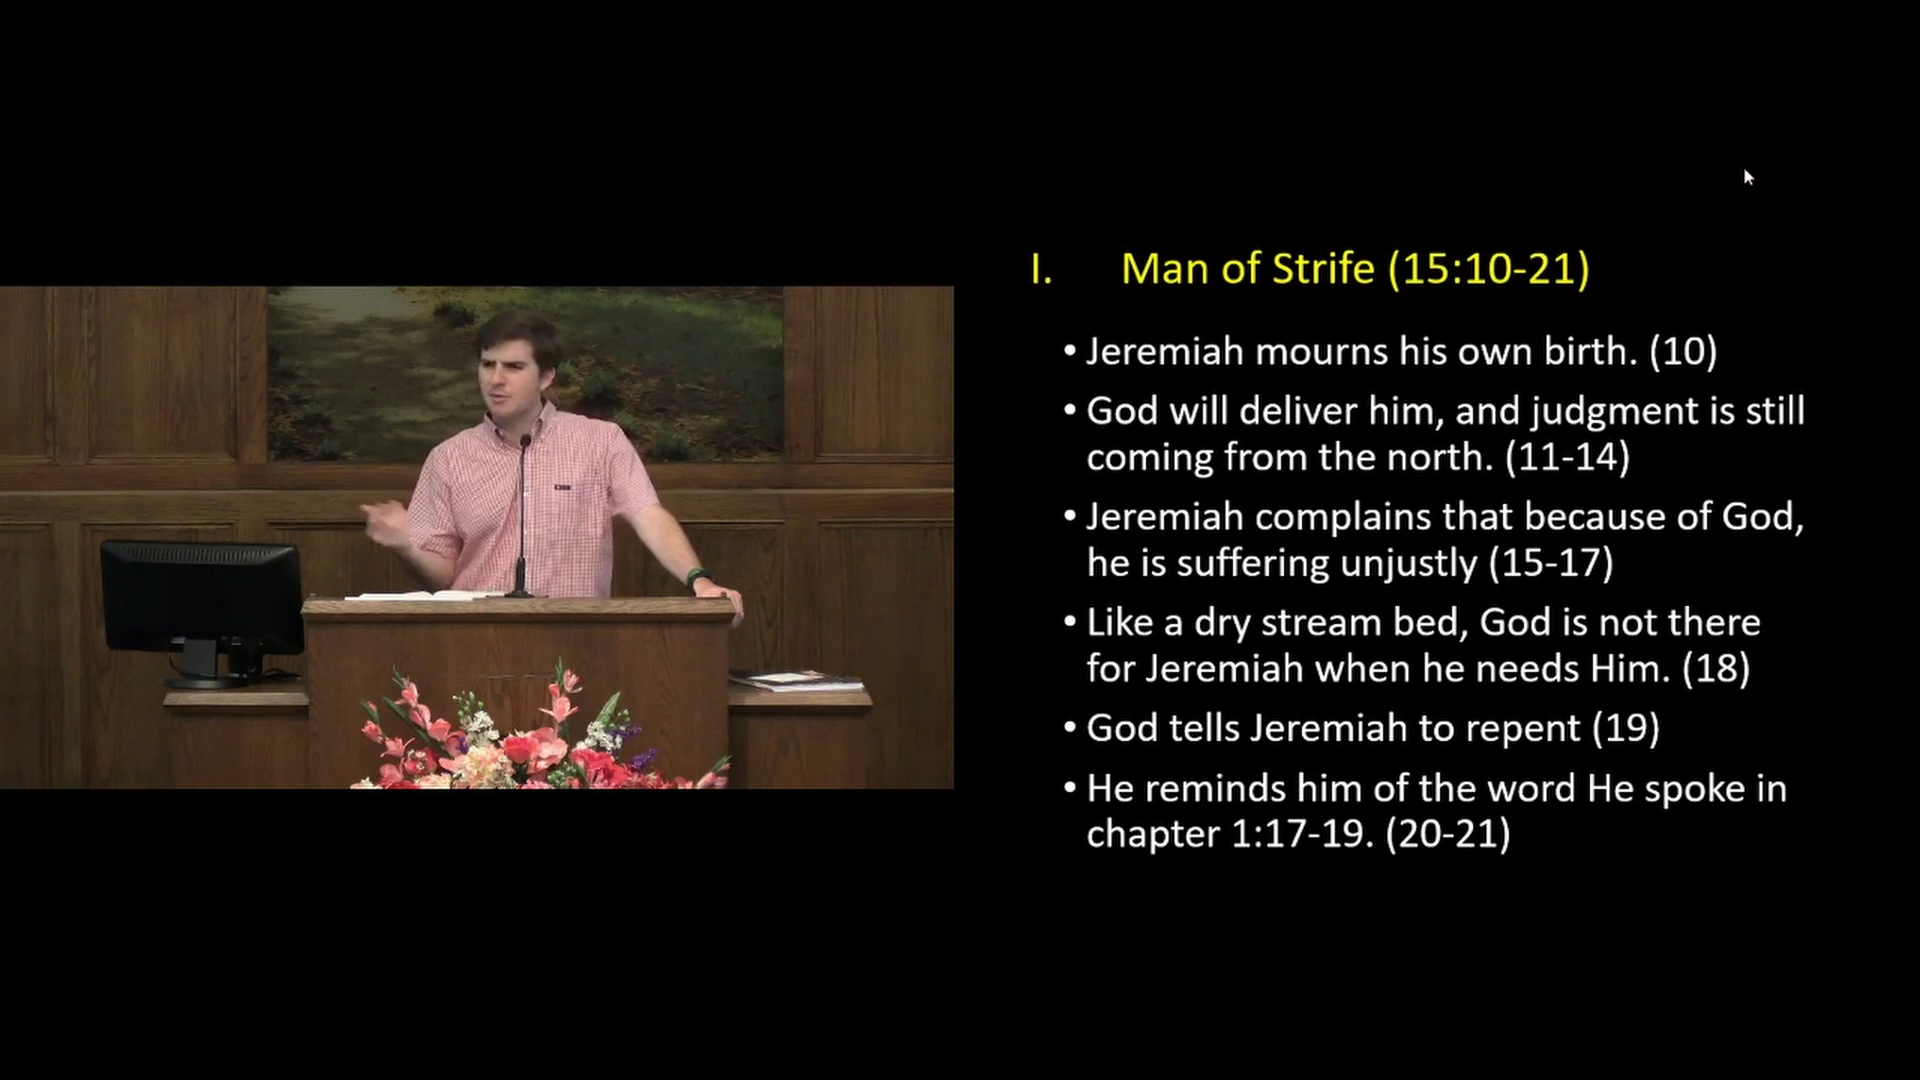 I. Man of Strife (15:10-21)
• Jeremiah mourns his own birth. (10)
• God will deliver him, and judgment is still
coming from the north. (11-14)
• Jeremiah complains that because of God,
he is suffering unjustly (15-17)
• Like a dry stream bed, God is not there
for Jeremiah when he needs Him. (18)
• God tells Jeremiah to repent (19)
• He reminds him of the word He spoke in
chapter 1:17-19. (20-21)